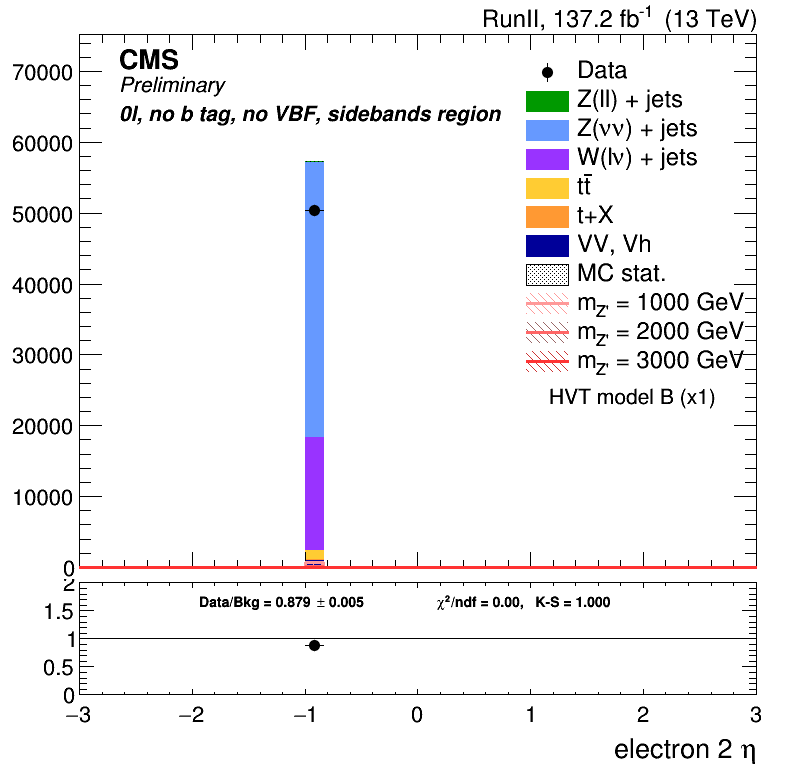 RunII, 137.2 fb⁻¹ (13 TeV)
CMS
Preliminary
0l, no b tag, no VBF, sidebands region
Data
Z(ll) + jets
Z(νν) + jets
W(lν) + jets
tt̄
t+X
VV, Vh
MC stat.
m_Z' = 1000 GeV
m_Z' = 2000 GeV
m_Z' = 3000 GeV
HVT model B (x1)
70000
60000
50000
40000
30000
20000
10000
0
2
1.5
1
0.5
0
Data/Bkg = 0.879 ± 0.005
χ²/ndf = 0.00, K-S = 1.000
−3 −2 −1 0 1 2 3
electron 2 η